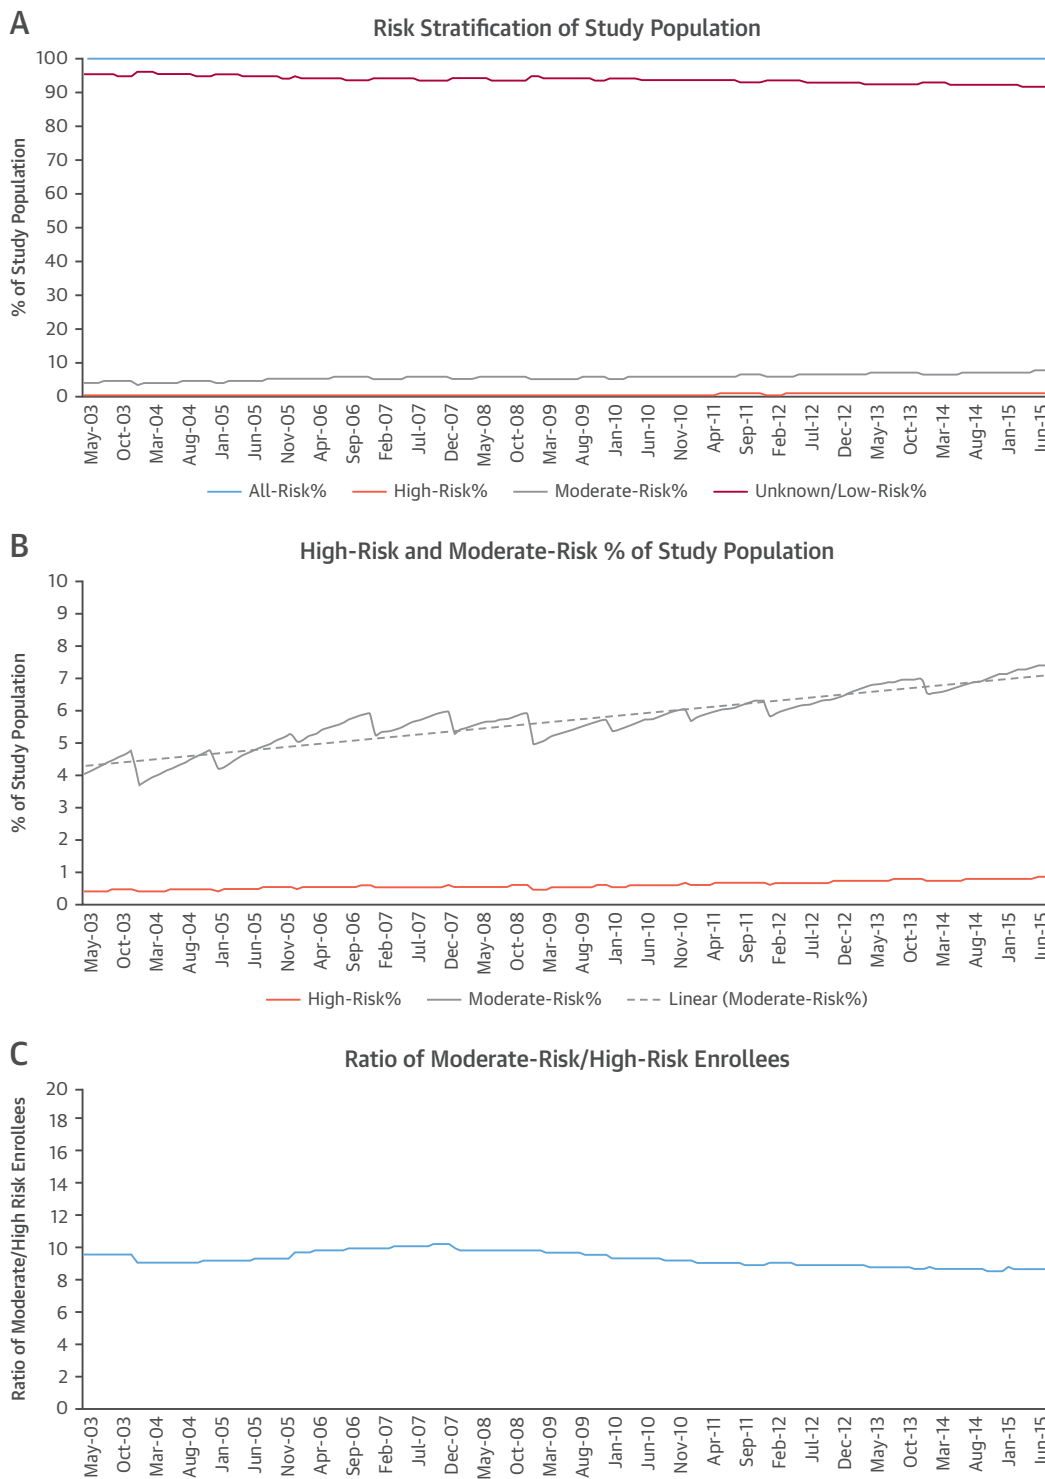 A
Risk Stratification of Study Population
% of Study Population
100
90
80
70
60
50
40
30
20
10
0
May-03 Oct-03 Mar-04 Aug-04 Jan-05 Jun-05 Nov-05 Apr-06 Sep-06 Feb-07 Jul-07 Dec-07 May-08 Oct-08 Mar-09 Aug-09 Jan-10 Jun-10 Nov-10 Apr-11 Sep-11 Feb-12 Jul-12 Dec-12 May-13 Oct-13 Mar-14 Aug-14 Jan-15 Jun-15
All-Risk% High-Risk% Moderate-Risk% Unknown/Low-Risk%
B
High-Risk and Moderate-Risk % of Study Population
% of Study Population
10
9
8
7
6
5
4
3
2
1
0
May-03 Oct-03 Mar-04 Aug-04 Jan-05 Jun-05 Nov-05 Apr-06 Sep-06 Feb-07 Jul-07 Dec-07 May-08 Oct-08 Mar-09 Aug-09 Jan-10 Jun-10 Nov-10 Apr-11 Sep-11 Feb-12 Jul-12 Dec-12 May-13 Oct-13 Mar-14 Aug-14 Jan-15 Jun-15
High-Risk% Moderate-Risk% Linear (Moderate-Risk%)
C
Ratio of Moderate-Risk/High-Risk Enrollees
Ratio of Moderate/High Risk Enrollees
20
18
16
14
12
10
8
6
4
2
0
May-03 Oct-03 Mar-04 Aug-04 Jan-05 Jun-05 Nov-05 Apr-06 Sep-06 Feb-07 Jul-07 Dec-07 May-08 Oct-08 Mar-09 Aug-09 Jan-10 Jun-10 Nov-10 Apr-11 Sep-11 Feb-12 Jul-12 Dec-12 May-13 Oct-13 Mar-14 Aug-14 Jan-15 Jun-15